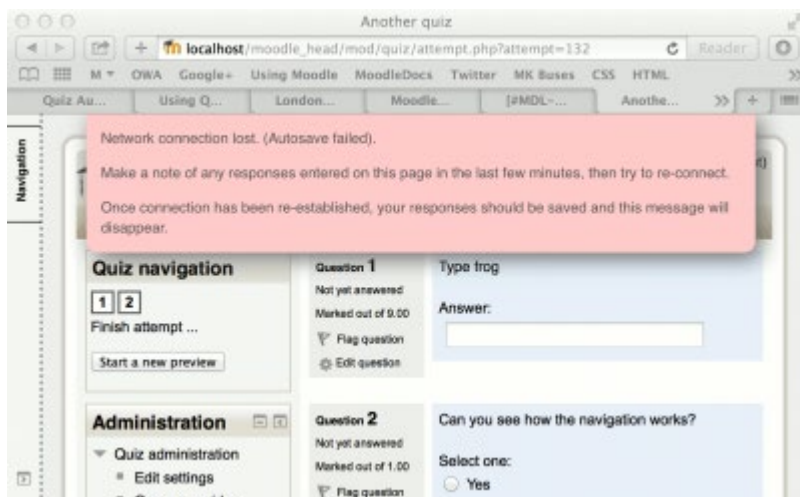 Another quiz
localhost/moodle_head/mod/quiz/attempt.php?attempt=132
Reader
M
OWA
Google+
Using Moodle
MoodleDocs
Twitter
MK Buses
CSS
HTML
Quiz Au...
Using Q...
London...
Moodle...
[#MDL-...
Anothe...
Navigation
Network connection lost. (Autosave failed).
Make a note of any responses entered on this page in the last few minutes, then try to re-connect.
Once connection has been re-established, your responses should be saved and this message will
disappear.
Quiz navigation
1 2
Finish attempt ...
Start a new preview
Question 1
Not yet answered
Marked out of 9.00
Flag question
Edit question
Type frog
Answer:
Administration
Quiz administration
Edit settings
Question 2
Not yet answered
Marked out of 1.00
Flag question
Can you see how the navigation works?
Select one:
Yes